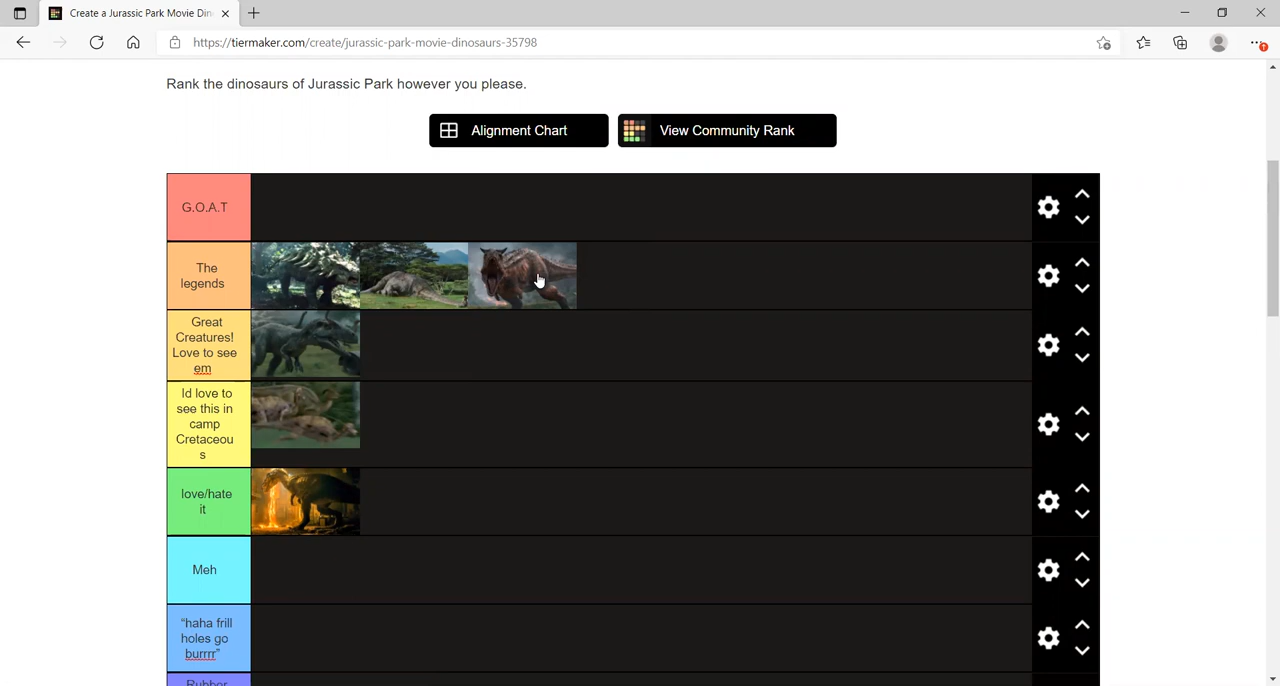 Create a Jurassic Park Movie Din
https://tiermaker.com/create/jurassic-park-movie-dinosaurs-35798
Rank the dinosaurs of Jurassic Park however you please.
Alignment Chart
View Community Rank
G.O.A.T
The
legends
Great
Creatures!
Love to see
em
Id love to
see this in
camp
Cretaceou
s
love/hate
it
Meh
“haha frill
holes go
burrrr”
Rubber